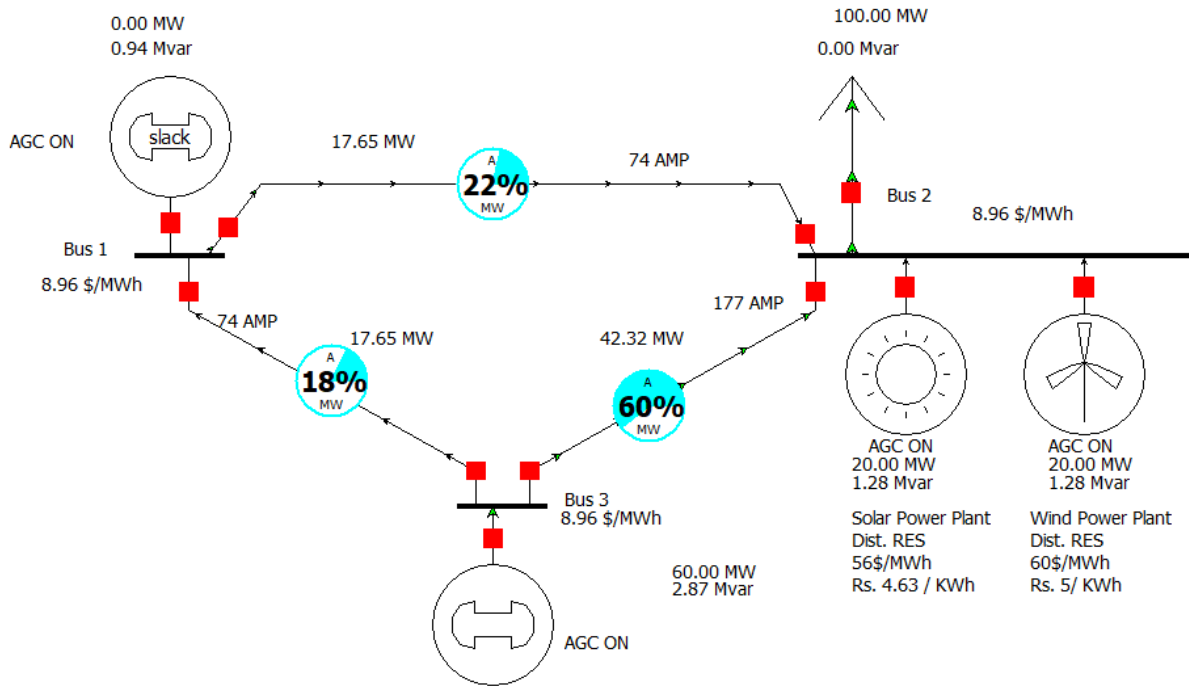 0.00 MW
0.94 Mvar
slack
AGC ON
17.65 MW
A
22%
MW
74 AMP
100.00 MW
0.00 Mvar
Bus 2
8.96 $/MWh
Bus 1
8.96 $/MWh
74 AMP
17.65 MW
A
18%
MW
42.32 MW
177 AMP
A
60%
MW
Bus 3
8.96 $/MWh
60.00 MW
2.87 Mvar
AGC ON
AGC ON
20.00 MW
1.28 Mvar
Solar Power Plant
Dist. RES
56$/MWh
Rs. 4.63 / KWh
AGC ON
20.00 MW
1.28 Mvar
Wind Power Plant
Dist. RES
60$/MWh
Rs. 5/ KWh